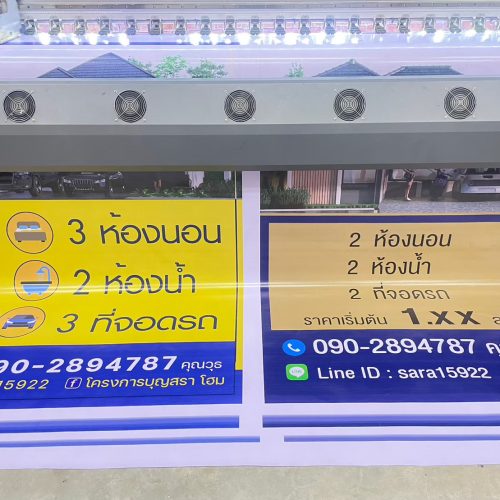 3 ห้องนอน
2 ห้องน้ำ
3 ที่จอดรถ
090-2894787 คุณวุธ
15922 โครงการบุญสรา โฮม
2 ห้องนอน
2 ห้องน้ำ
2 ที่จอดรถ
ราคาเริ่มต้น 1.xx ล
090-2894787 คุ
Line ID : sara15922